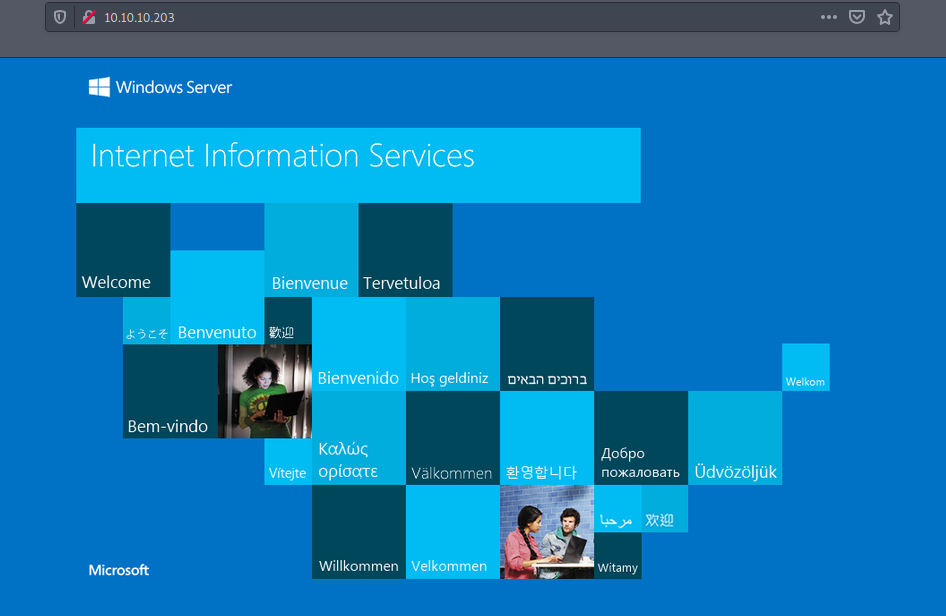 10.10.10.203
Windows Server
Internet Information Services
Welcome
Bienvenue
Tervetuloa
ようこそ
Benvenuto
歡迎
Bienvenido
Hoş geldiniz
ברוכים הבאים
Welkom
Bem-vindo
Vítejte
Καλώς
ορίσατε
Välkommen
환영합니다
Добро
пожаловать
Üdvözöljük
مرحبا
欢迎
Microsoft
Willkommen
Velkommen
Witamy